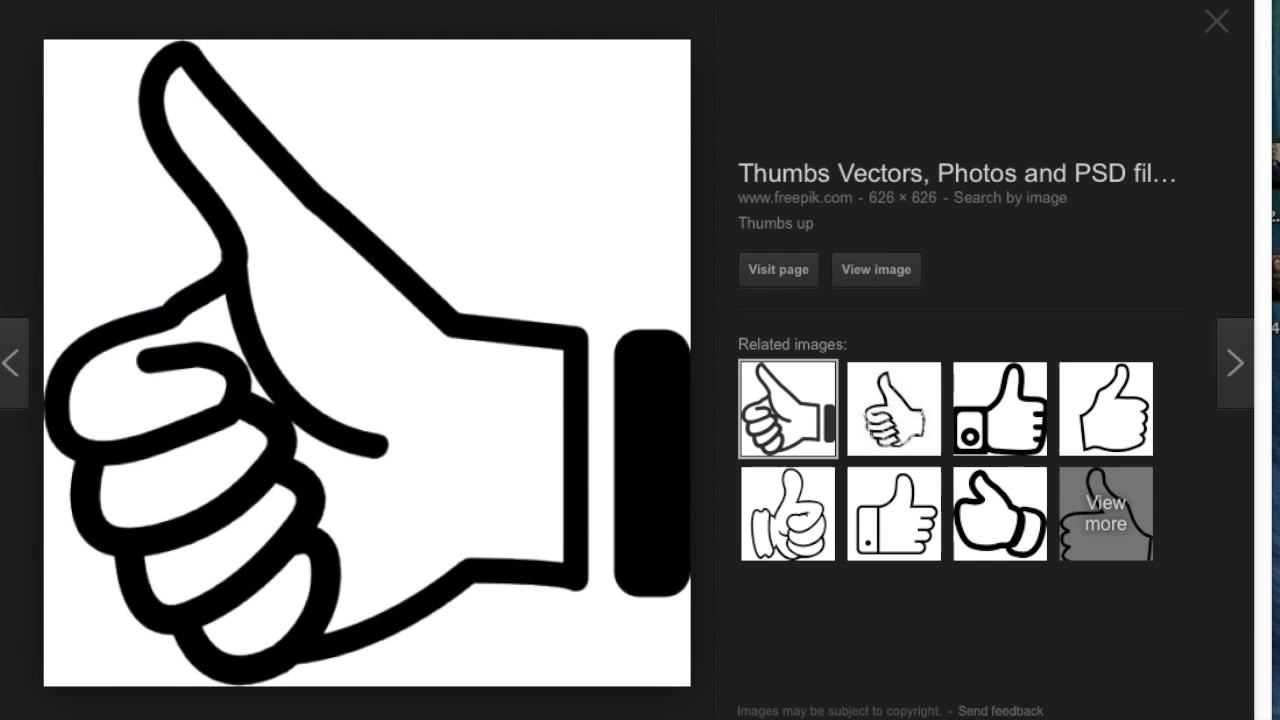 Thumbs Vectors, Photos and PSD fil...
www.freepik.com - 626 × 626 - Search by image
Thumbs up
Visit page View image
Related images:
View
more
Images may be subject to copyright. - Send feedback